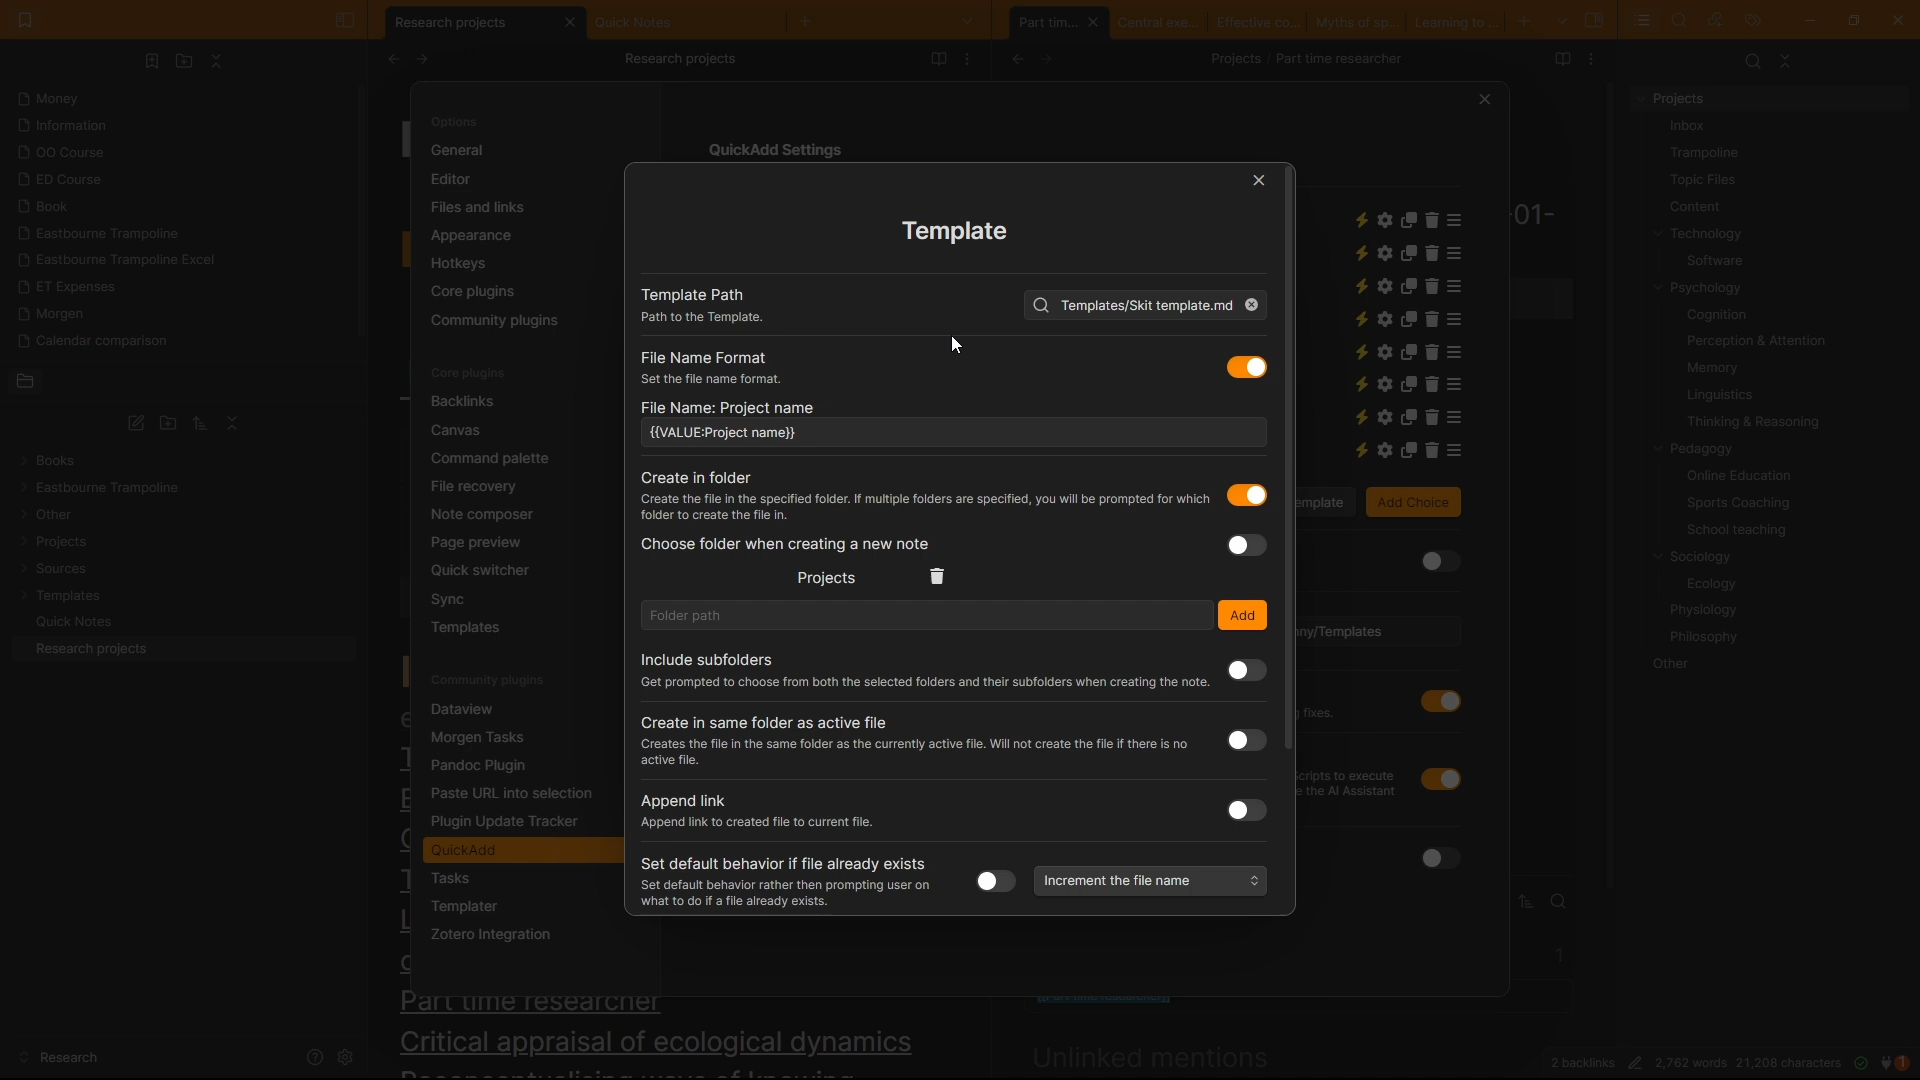 Research projects
Quick Notes
Part tim...
Central exe...
Effective co...
Myths of sp...
Learning to ...
Research projects
Projects / Part time researcher
Money
Information
OO Course
ED Course
Book
Eastbourne Trampoline
Eastbourne Trampoline Excel
ET Expenses
Morgen
Calendar comparison
Books
Eastbourne Trampoline
Other
Projects
Sources
Templates
Quick Notes
Research projects
Research
Options
General
Editor
Files and links
Appearance
Hotkeys
Core plugins
Community plugins
Core plugins
Backlinks
Canvas
Command palette
File recovery
Note composer
Page preview
Quick switcher
Sync
Templates
Community plugins
Dataview
Morgen Tasks
Pandoc Plugin
Paste URL into selection
Plugin Update Tracker
QuickAdd
Tasks
Templater
Zotero Integration
QuickAdd Settings
Template
Template Path
Path to the Template.
Templates/Skit template.md
File Name Format
Set the file name format.
File Name: Project name
{{VALUE:Project name}}
Create in folder
Create the file in the specified folder. If multiple folders are specified, you will be prompted for which
folder to create the file in.
Choose folder when creating a new note
Projects
Folder path
Add
Include subfolders
Get prompted to choose from both the selected folders and their subfolders when creating the note.
Create in same folder as active file
Creates the file in the same folder as the currently active file. Will not create the file if there is no
active file.
Append link
Append link to created file to current file.
Set default behavior if file already exists
Set default behavior rather then prompting user on
what to do if a file already exists.
Increment the file name
-01-
emplate
Add Choice
nny/Templates
g fixes.
Scripts to execute
e the AI Assistant
1
Part time researcher
Critical appraisal of ecological dynamics
Unlinked mentions
Projects
Inbox
Trampoline
Topic Files
Content
Technology
Software
Psychology
Cognition
Perception & Attention
Memory
Linguistics
Thinking & Reasoning
Pedagogy
Online Education
Sports Coaching
School teaching
Sociology
Ecology
Physiology
Philosophy
Other
2 backlinks
2,762 words
21,208 characters
1